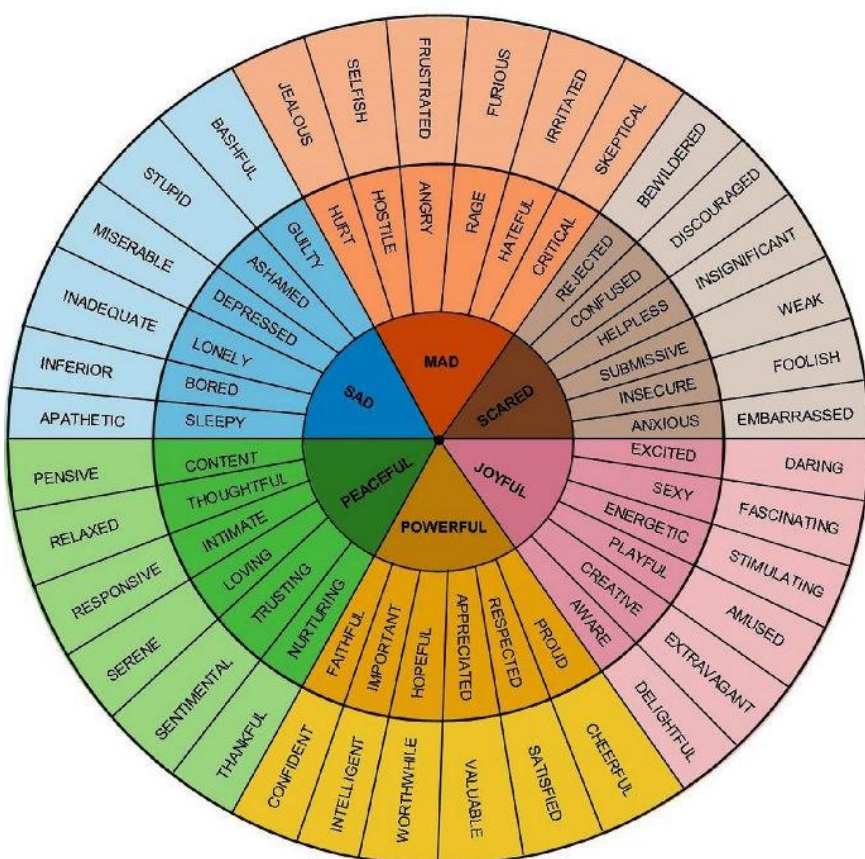 JEALOUS
SELFISH
FRUSTRATED
FURIOUS
IRRITATED
SKEPTICAL
BEWILDERED
DISCOURAGED
INSIGNIFICANT
WEAK
FOOLISH
EMBARRASSED
DARING
FASCINATING
STIMULATING
AMUSED
EXTRAVAGANT
DELIGHTFUL
CHEERFUL
SATISFIED
VALUABLE
WORTHWHILE
INTELLIGENT
CONFIDENT
THANKFUL
SENTIMENTAL
SERENE
RESPONSIVE
RELAXED
PENSIVE
APATHETIC
INFERIOR
INADEQUATE
MISERABLE
STUPID
BASHFUL
HURT
HOSTILE
ANGRY
RAGE
HATEFUL
CRITICAL
REJECTED
CONFUSED
HELPLESS
SUBMISSIVE
INSECURE
ANXIOUS
EXCITED
SEXY
ENERGETIC
PLAYFUL
CREATIVE
AWARE
PROUD
RESPECTED
APPRECIATED
HOPEFUL
IMPORTANT
FAITHFUL
NURTURING
TRUSTING
LOVING
INTIMATE
THOUGHTFUL
CONTENT
SLEEPY
BORED
LONELY
DEPRESSED
ASHAMED
GUILTY
MAD
SCARED
JOYFUL
POWERFUL
PEACEFUL
SAD